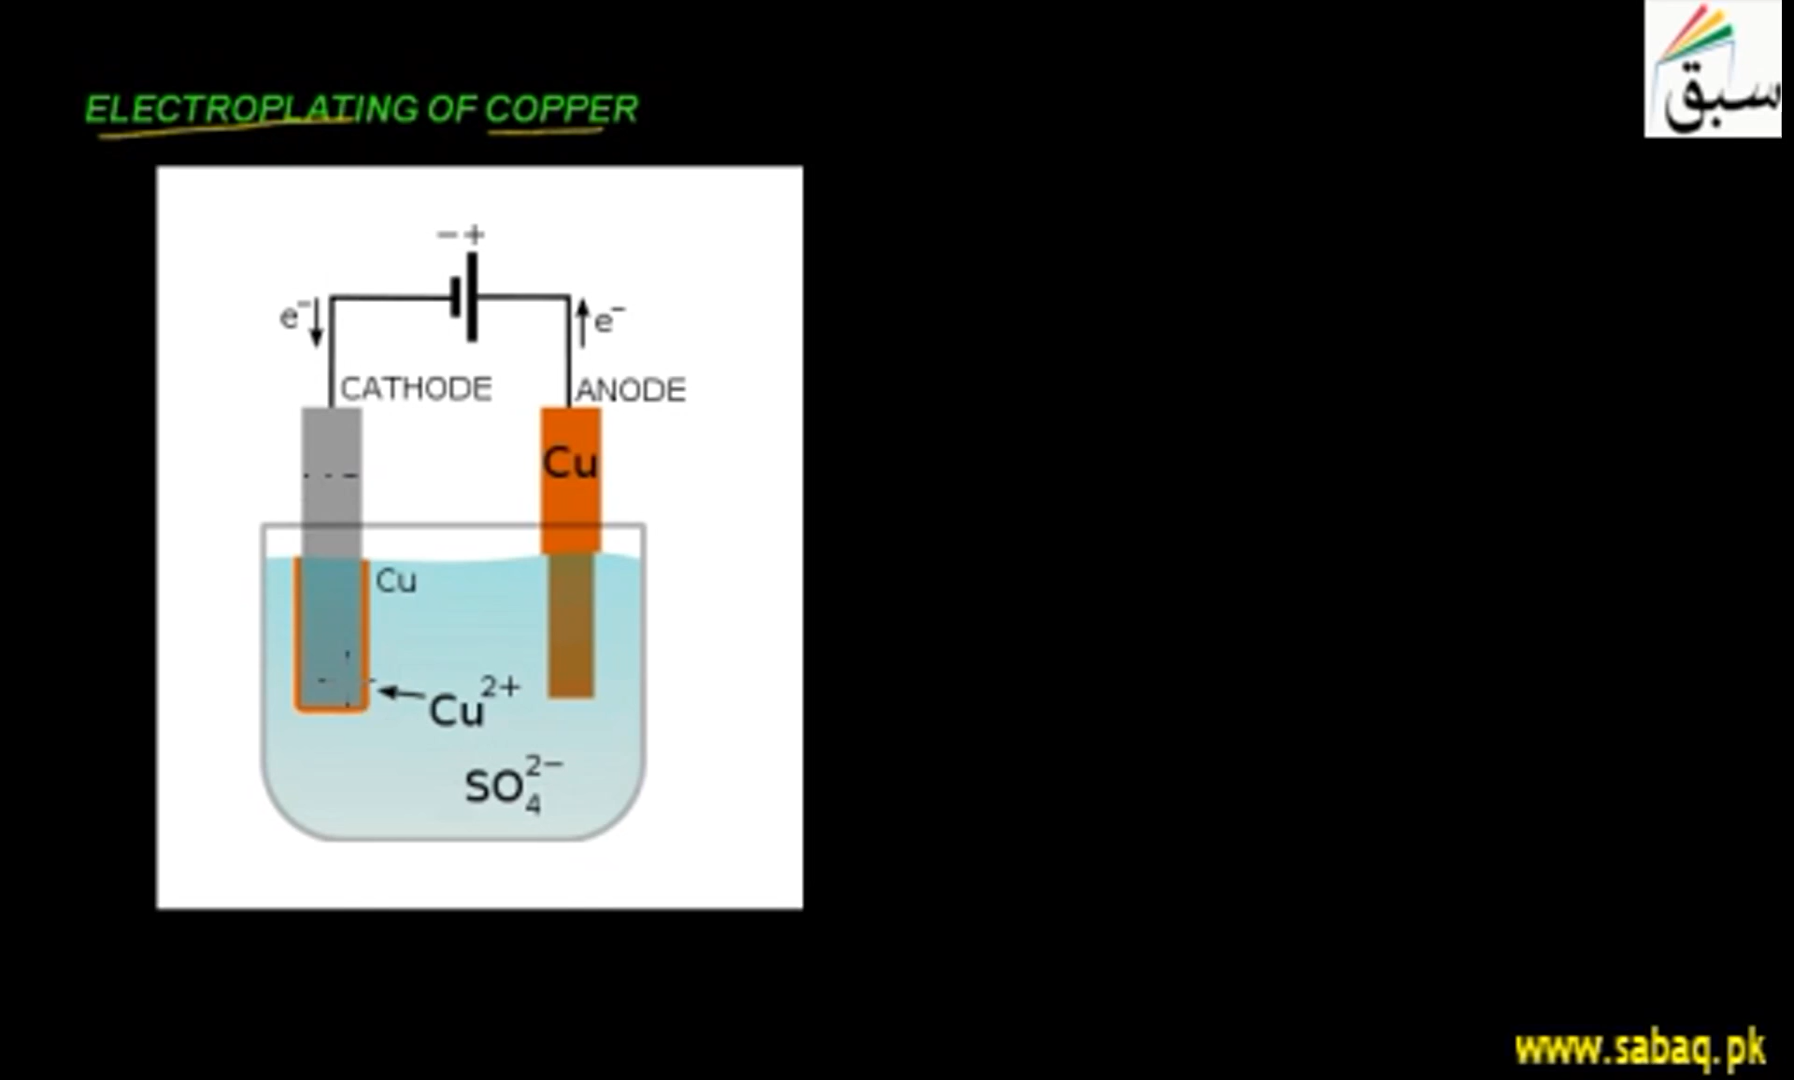 سبق
ELECTROPLATING OF COPPER
− +
e⁻ e⁻
CATHODE ANODE
Cu
Cu
Cu²⁺
SO₄²⁻
www.sabaq.pk